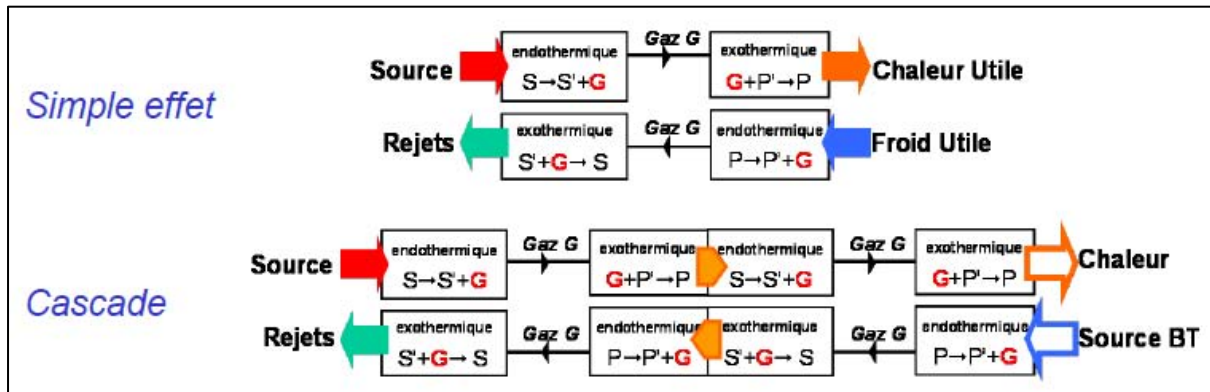 Simple effet
Source
endothermique
S→S'+G
Gaz G
exothermique
G+P'→P
Chaleur Utile
Rejets
exothermique
S'+G→ S
Gaz G
endothermique
P→P'+G
Froid Utile
Cascade
Source
endothermique
S→S'+G
Gaz G
exothermique
G+P'→P
endothermique
S→S'+G
Gaz G
exothermique
G+P'→P
Chaleur
Rejets
exothermique
S'+G→ S
Gaz G
endothermique
P→P'+G
exothermique
S'+G→ S
Gaz G
endothermique
P→P'+G
Source BT